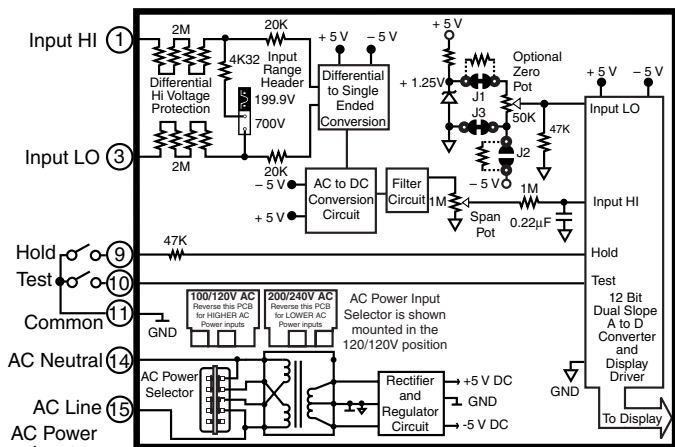 Input HI 1
2M
20K
+ 5 V
- 5 V
+ 5 V
4K32
Input
Range
Header
Differential
Hi Voltage
Protection
199.9V
700V
Differential
to Single
Ended
Conversion
+ 1.25V
J1
J3
J2
Optional
Zero
Pot
50K
47K
+ 5 V
- 5 V
Input LO
Input LO 3
2M
20K
- 5 V
+ 5 V
AC to DC
Conversion
Circuit
Filter
Circuit
1M
- 5 V
Span
Pot
1M
0.22µF
Input HI
47K
Hold 9
Hold
Test 10
Test
Common 11
GND
100/120V AC
Reverse this PCB
for HIGHER AC
Power inputs
200/240V AC
Reverse this PCB
for LOWER AC
Power inputs
AC Power Input
Selector is shown
mounted in the
120/120V position
12 Bit
Dual Slope
A to D
Converter
and
Display
Driver
GND
To Display
AC Neutral 14
AC Power
Selector
AC Line 15
AC Power
Rectifier
and
Regulator
Circuit
+5 V DC
GND
-5 V DC